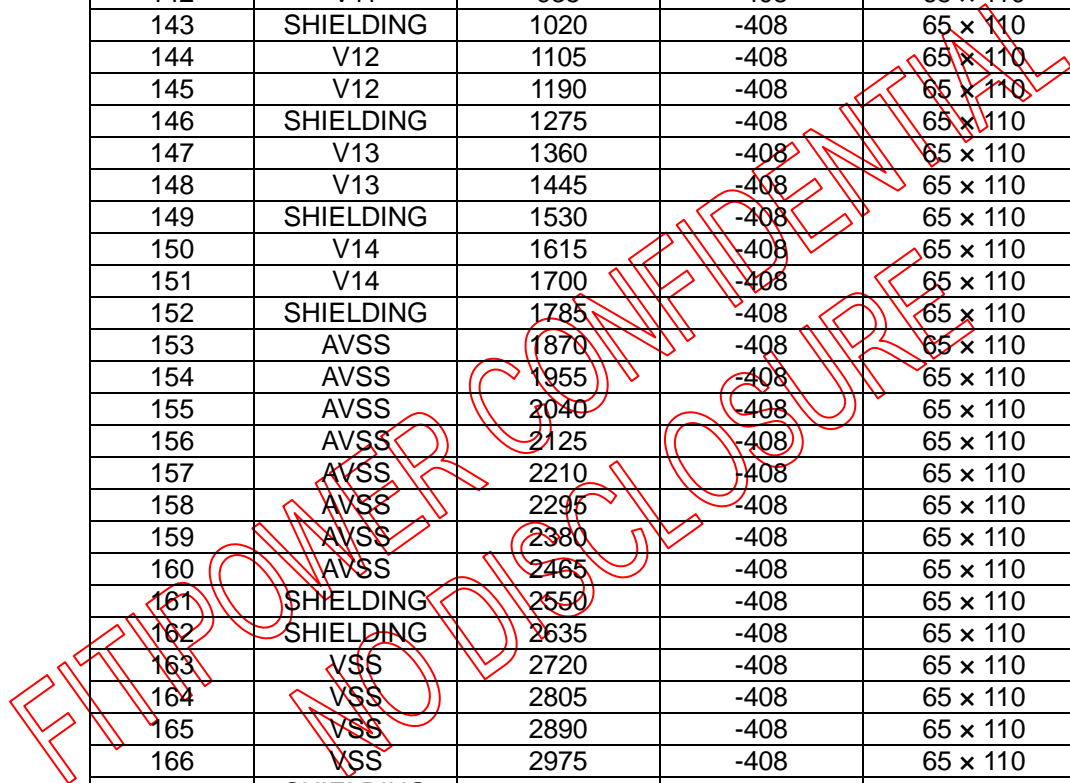 143 SHIELDING 1020 -408 65 × 110
144 V12 1105 -408 65 × 110
145 V12 1190 -408 65 × 110
146 SHIELDING 1275 -408 65 × 110
147 V13 1360 -408 65 × 110
148 V13 1445 -408 65 × 110
149 SHIELDING 1530 -408 65 × 110
150 V14 1615 -408 65 × 110
151 V14 1700 -408 65 × 110
152 SHIELDING 1785 -408 65 × 110
153 AVSS 1870 -408 65 × 110
154 AVSS 1955 -408 65 × 110
155 AVSS 2040 -408 65 × 110
156 AVSS 2125 -408 65 × 110
157 AVSS 2210 -408 65 × 110
158 AVSS 2295 -408 65 × 110
159 AVSS 2380 -408 65 × 110
160 AVSS 2465 -408 65 × 110
161 SHIELDING 2550 -408 65 × 110
162 SHIELDING 2635 -408 65 × 110
163 VSS 2720 -408 65 × 110
164 VSS 2805 -408 65 × 110
165 VSS 2890 -408 65 × 110
166 VSS 2975 -408 65 × 110
FITIPOWER CONFIDENTIAL
NO DISCLOSURE